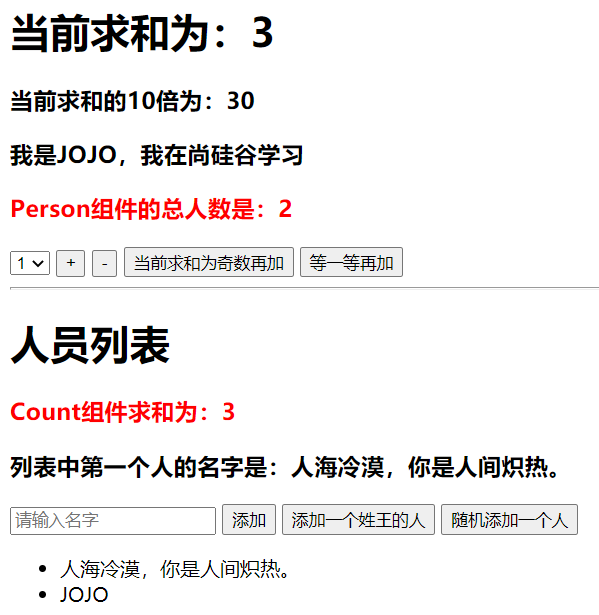 当前求和为：3
当前求和的10倍为：30
我是JOJO，我在尚硅谷学习
Person组件的总人数是：2
1 + - 当前求和为奇数再加 等一等再加
人员列表
Count组件求和为：3
列表中第一个人的名字是：人海冷漠，你是人间炽热。
请输入名字 添加 添加一个姓王的人 随机添加一个人
人海冷漠，你是人间炽热。
JOJO